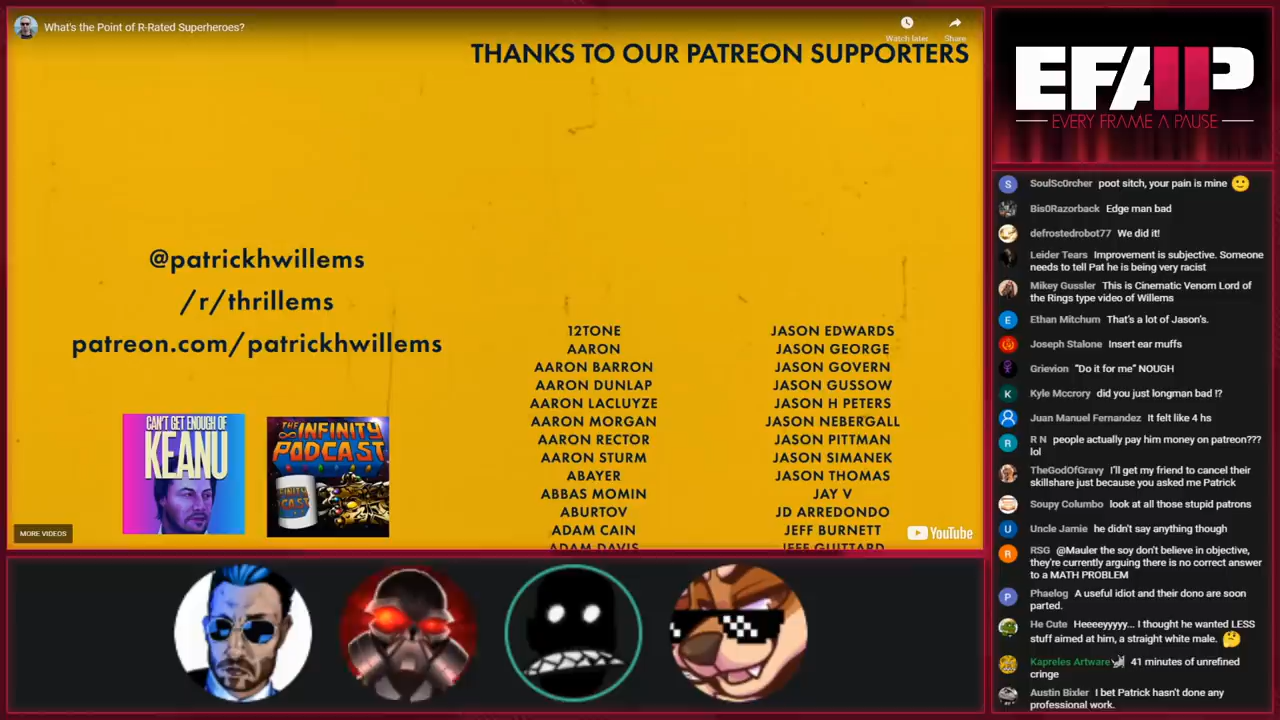 What's the Point of R-Rated Superheroes?
Watch later
Share
THANKS TO OUR PATREON SUPPORTERS
@patrickhwillems
/r/thrillems
patreon.com/patrickhwillems
CAN'T GET ENOUGH OF
KEANU
THE
INFINITY
PODCAST
12TONE
AARON
AARON BARRON
AARON DUNLAP
AARON LACLUYZE
AARON MORGAN
AARON RECTOR
AARON STURM
ABAYER
ABBAS MOMIN
ABURTOV
ADAM CAIN
ADAM DAVIS
JASON EDWARDS
JASON GEORGE
JASON GOVERN
JASON GUSSOW
JASON H PETERS
JASON NEBERGALL
JASON PITTMAN
JASON SIMANEK
JASON THOMAS
JAY V
JD ARREDONDO
JEFF BURNETT
JEFF GUITTARD
MORE VIDEOS
YouTube
EFAP
EVERY FRAME A PAUSE
S
SoulSc0rcher poot sitch, your pain is mine
Bis0Razorback Edge man bad
defrostedrobot77 We did it!
Leider Tears Improvement is subjective. Someone
needs to tell Pat he is being very racist
Mikey Gussler This is Cinematic Venom Lord of
the Rings type video of Willems
E
Ethan Mitchum That's a lot of Jason's.
Joseph Stalone Insert ear muffs
Grievion “Do it for me” NOUGH
K
Kyle Mccrory did you just longman bad !?
Juan Manuel Fernandez It felt like 4 hs
R
R N people actually pay him money on patreon???
lol
TheGodOfGravy I'll get my friend to cancel their
skillshare just because you asked me Patrick
Soupy Columbo look at all those stupid patrons
U
Uncle Jamie he didn't say anything though
R
RSG @Mauler the soy don't believe in objective,
they're currently arguing there is no correct answer
to a MATH PROBLEM
P
Phaelog A useful idiot and their dono are soon
parted.
He Cute Heeeeyyyyy... I thought he wanted LESS
stuff aimed at him, a straight white male.
Kapreles Artware 41 minutes of unrefined
cringe
Austin Bixler I bet Patrick hasn't done any
professional work.